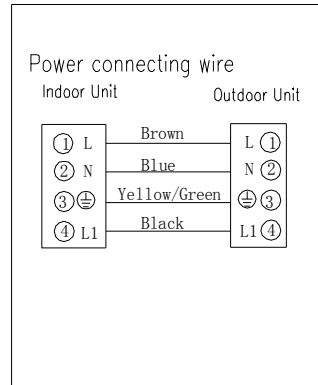 Power connecting wire
Indoor Unit Outdoor Unit
① L Brown L ①
② N Blue N ②
③ ⏚ Yellow/Green ⏚ ③
④ L1 Black L1 ④